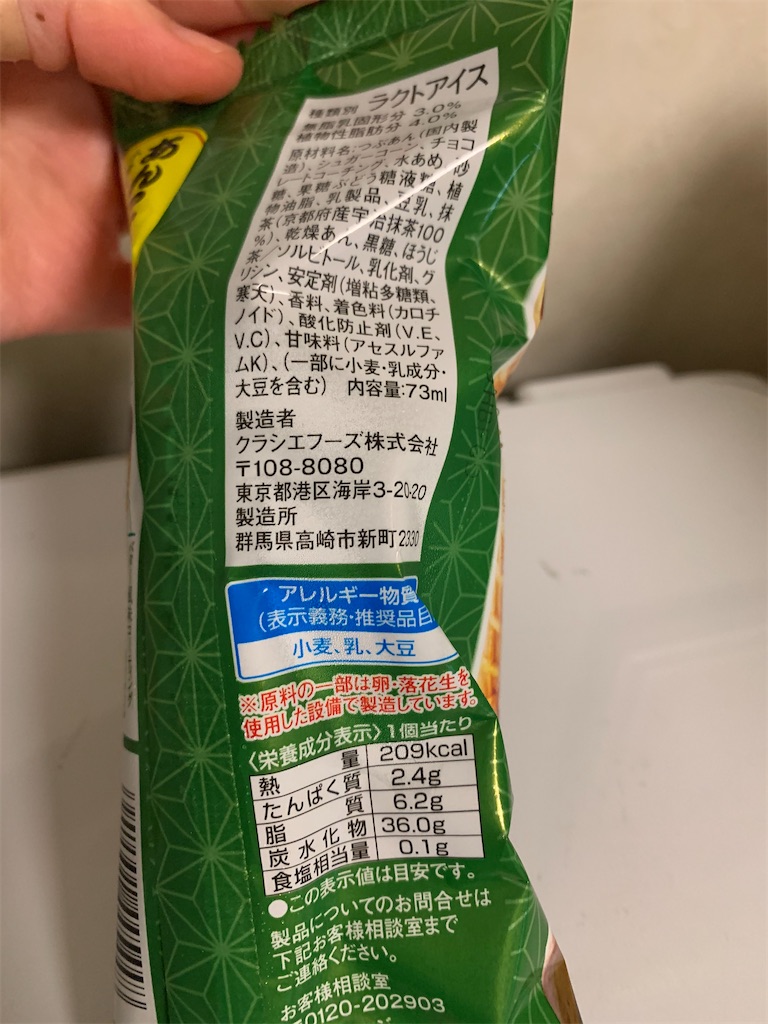 あん
種類別 ラクトアイス
無脂乳固形分 3.0%
植物性脂肪分 4.0%
原材料名:つぶあん(国内製
造)、シュガーコーン、チョコ
レートコーチング、水あめ、砂
糖、果糖ぶどう糖液糖、植
物油脂、乳製品、豆乳、抹
茶(京都府産宇治抹茶100
%)、乾燥あん、黒糖、ほうじ
茶/ソルビトール、乳化剤、グ
リシン、安定剤(増粘多糖類、
寒天)、香料、着色料(カロチ
ノイド)、酸化防止剤(V.E、
V.C)、甘味料(アセスルファ
ムK)、(一部に小麦・乳成分・
大豆を含む) 内容量:73ml
製造者
クラシエフーズ株式会社
〒108-8080
東京都港区海岸3-20-20
製造所
群馬県高崎市新町2330
アレルギー物質
(表示義務・推奨品目
小麦、乳、大豆
※原料の一部は卵・落花生を
使用した設備で製造しています。
〈栄養成分表示〉1個当たり
熱量 209kcal
たんぱく質 2.4g
脂質 6.2g
炭水化物 36.0g
食塩相当量 0.1g
●この表示値は目安です。
製品についてのお問合せは
下記お客様相談室まで
ご連絡ください。
お客様相談室
0120-202903